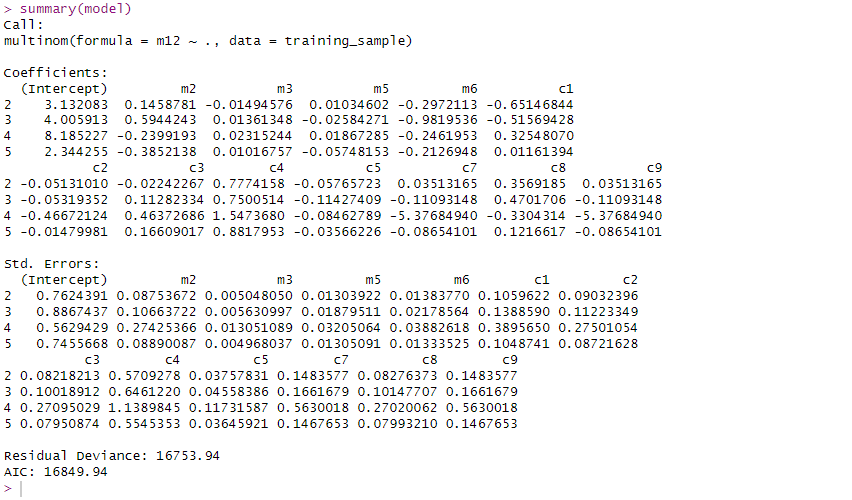 > summary(model)
Call:
multinom(formula = m12 ~ ., data = training_sample)

Coefficients:
  (Intercept)         m2          m3          m5         m6          c1
2    3.132083  0.1458781 -0.01494576  0.01034602 -0.2972113 -0.65146844
3    4.005913  0.5944243  0.01361348 -0.02584271 -0.9819536 -0.51569428
4    8.185227 -0.2399193  0.02315244  0.01867285 -0.2461953  0.32548070
5    2.344255 -0.3852138  0.01016757 -0.05748153 -0.2126948  0.01161394
           c2          c3        c4          c5          c7         c8          c9
2 -0.05131010 -0.02242267 0.7774158 -0.05765723  0.03513165  0.3569185  0.03513165
3 -0.05319352  0.11282334 0.7500514 -0.11427409 -0.11093148  0.4701706 -0.11093148
4 -0.46672124  0.46372686 1.5473680 -0.08462789 -5.37684940 -0.3304314 -5.37684940
5 -0.01479981  0.16609017 0.8817953 -0.03566226 -0.08654101  0.1216617 -0.08654101

Std. Errors:
  (Intercept)         m2          m3         m5         m6        c1         c2
2   0.7624391 0.08753672 0.005048050 0.01303922 0.01383770 0.1059622 0.09032396
3   0.8867437 0.10663722 0.005630997 0.01879511 0.02178564 0.1388590 0.11223349
4   0.5629429 0.27425366 0.013051089 0.03205064 0.03882618 0.3895650 0.27501054
5   0.7455668 0.08890087 0.004968037 0.01305091 0.01333525 0.1048741 0.08721628
          c3        c4         c5        c7         c8        c9
2 0.08218213 0.5709278 0.03757831 0.1483577 0.08276373 0.1483577
3 0.10018912 0.6461220 0.04558386 0.1661679 0.10147707 0.1661679
4 0.27095029 1.1389845 0.11731587 0.5630018 0.27020062 0.5630018
5 0.07950874 0.5545353 0.03645921 0.1467653 0.07993210 0.1467653

Residual Deviance: 16753.94
AIC: 16849.94
>